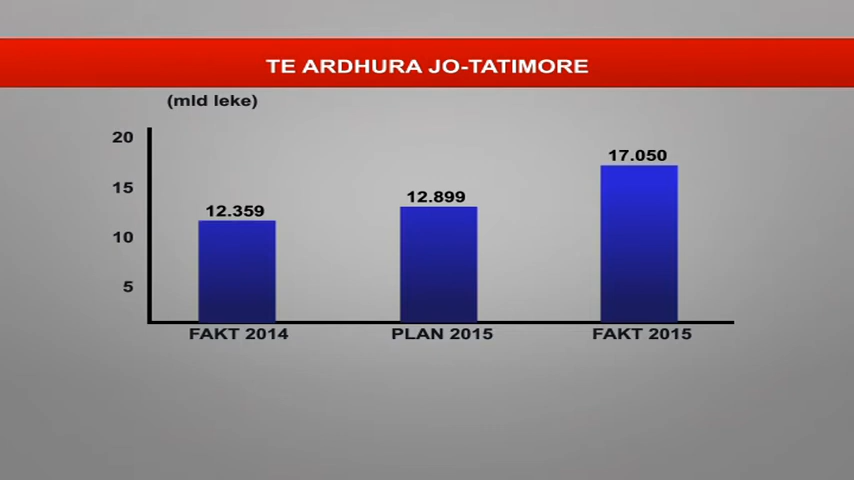 TE ARDHURA JO-TATIMORE
(mld leke)
20
15
10
5
12.359
12.899
17.050
FAKT 2014
PLAN 2015
FAKT 2015